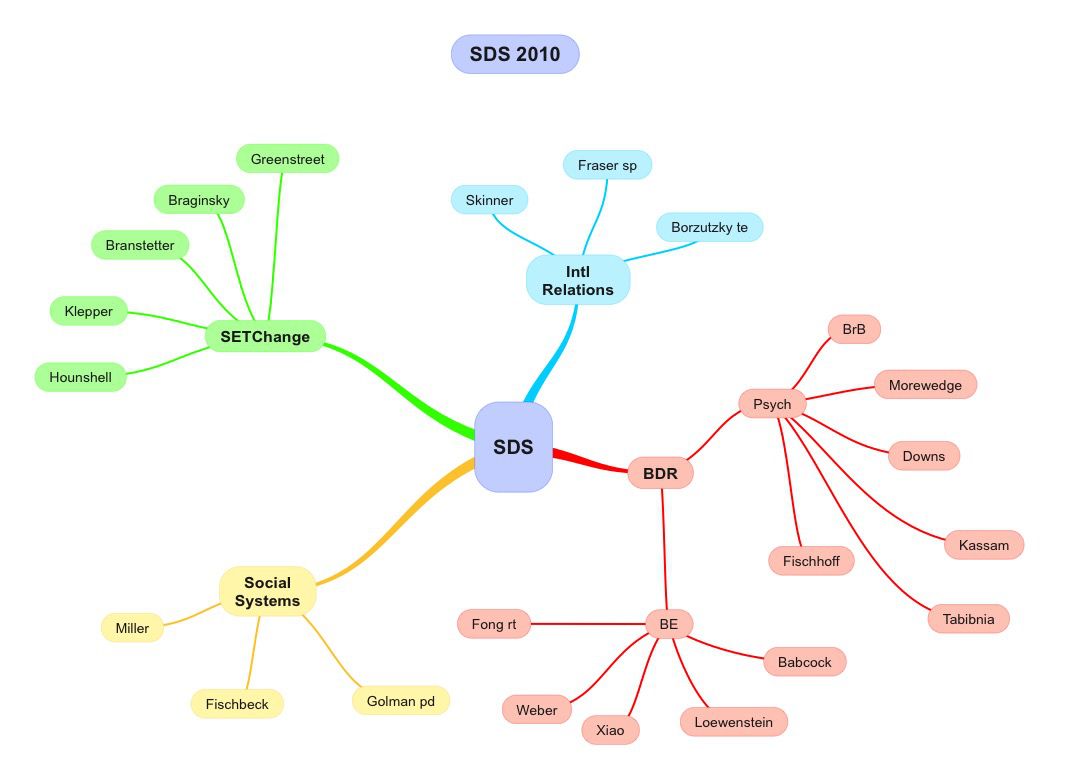 SDS 2010
Greenstreet
Braginsky
Branstetter
Klepper
Hounshell
SETChange
Skinner
Fraser sp
Borzutzky te
Intl
Relations
SDS
BDR
Psych
BrB
Morewedge
Downs
Kassam
Tabibnia
Fischhoff
BE
Fong rt
Weber
Xiao
Loewenstein
Babcock
Social
Systems
Miller
Fischbeck
Golman pd